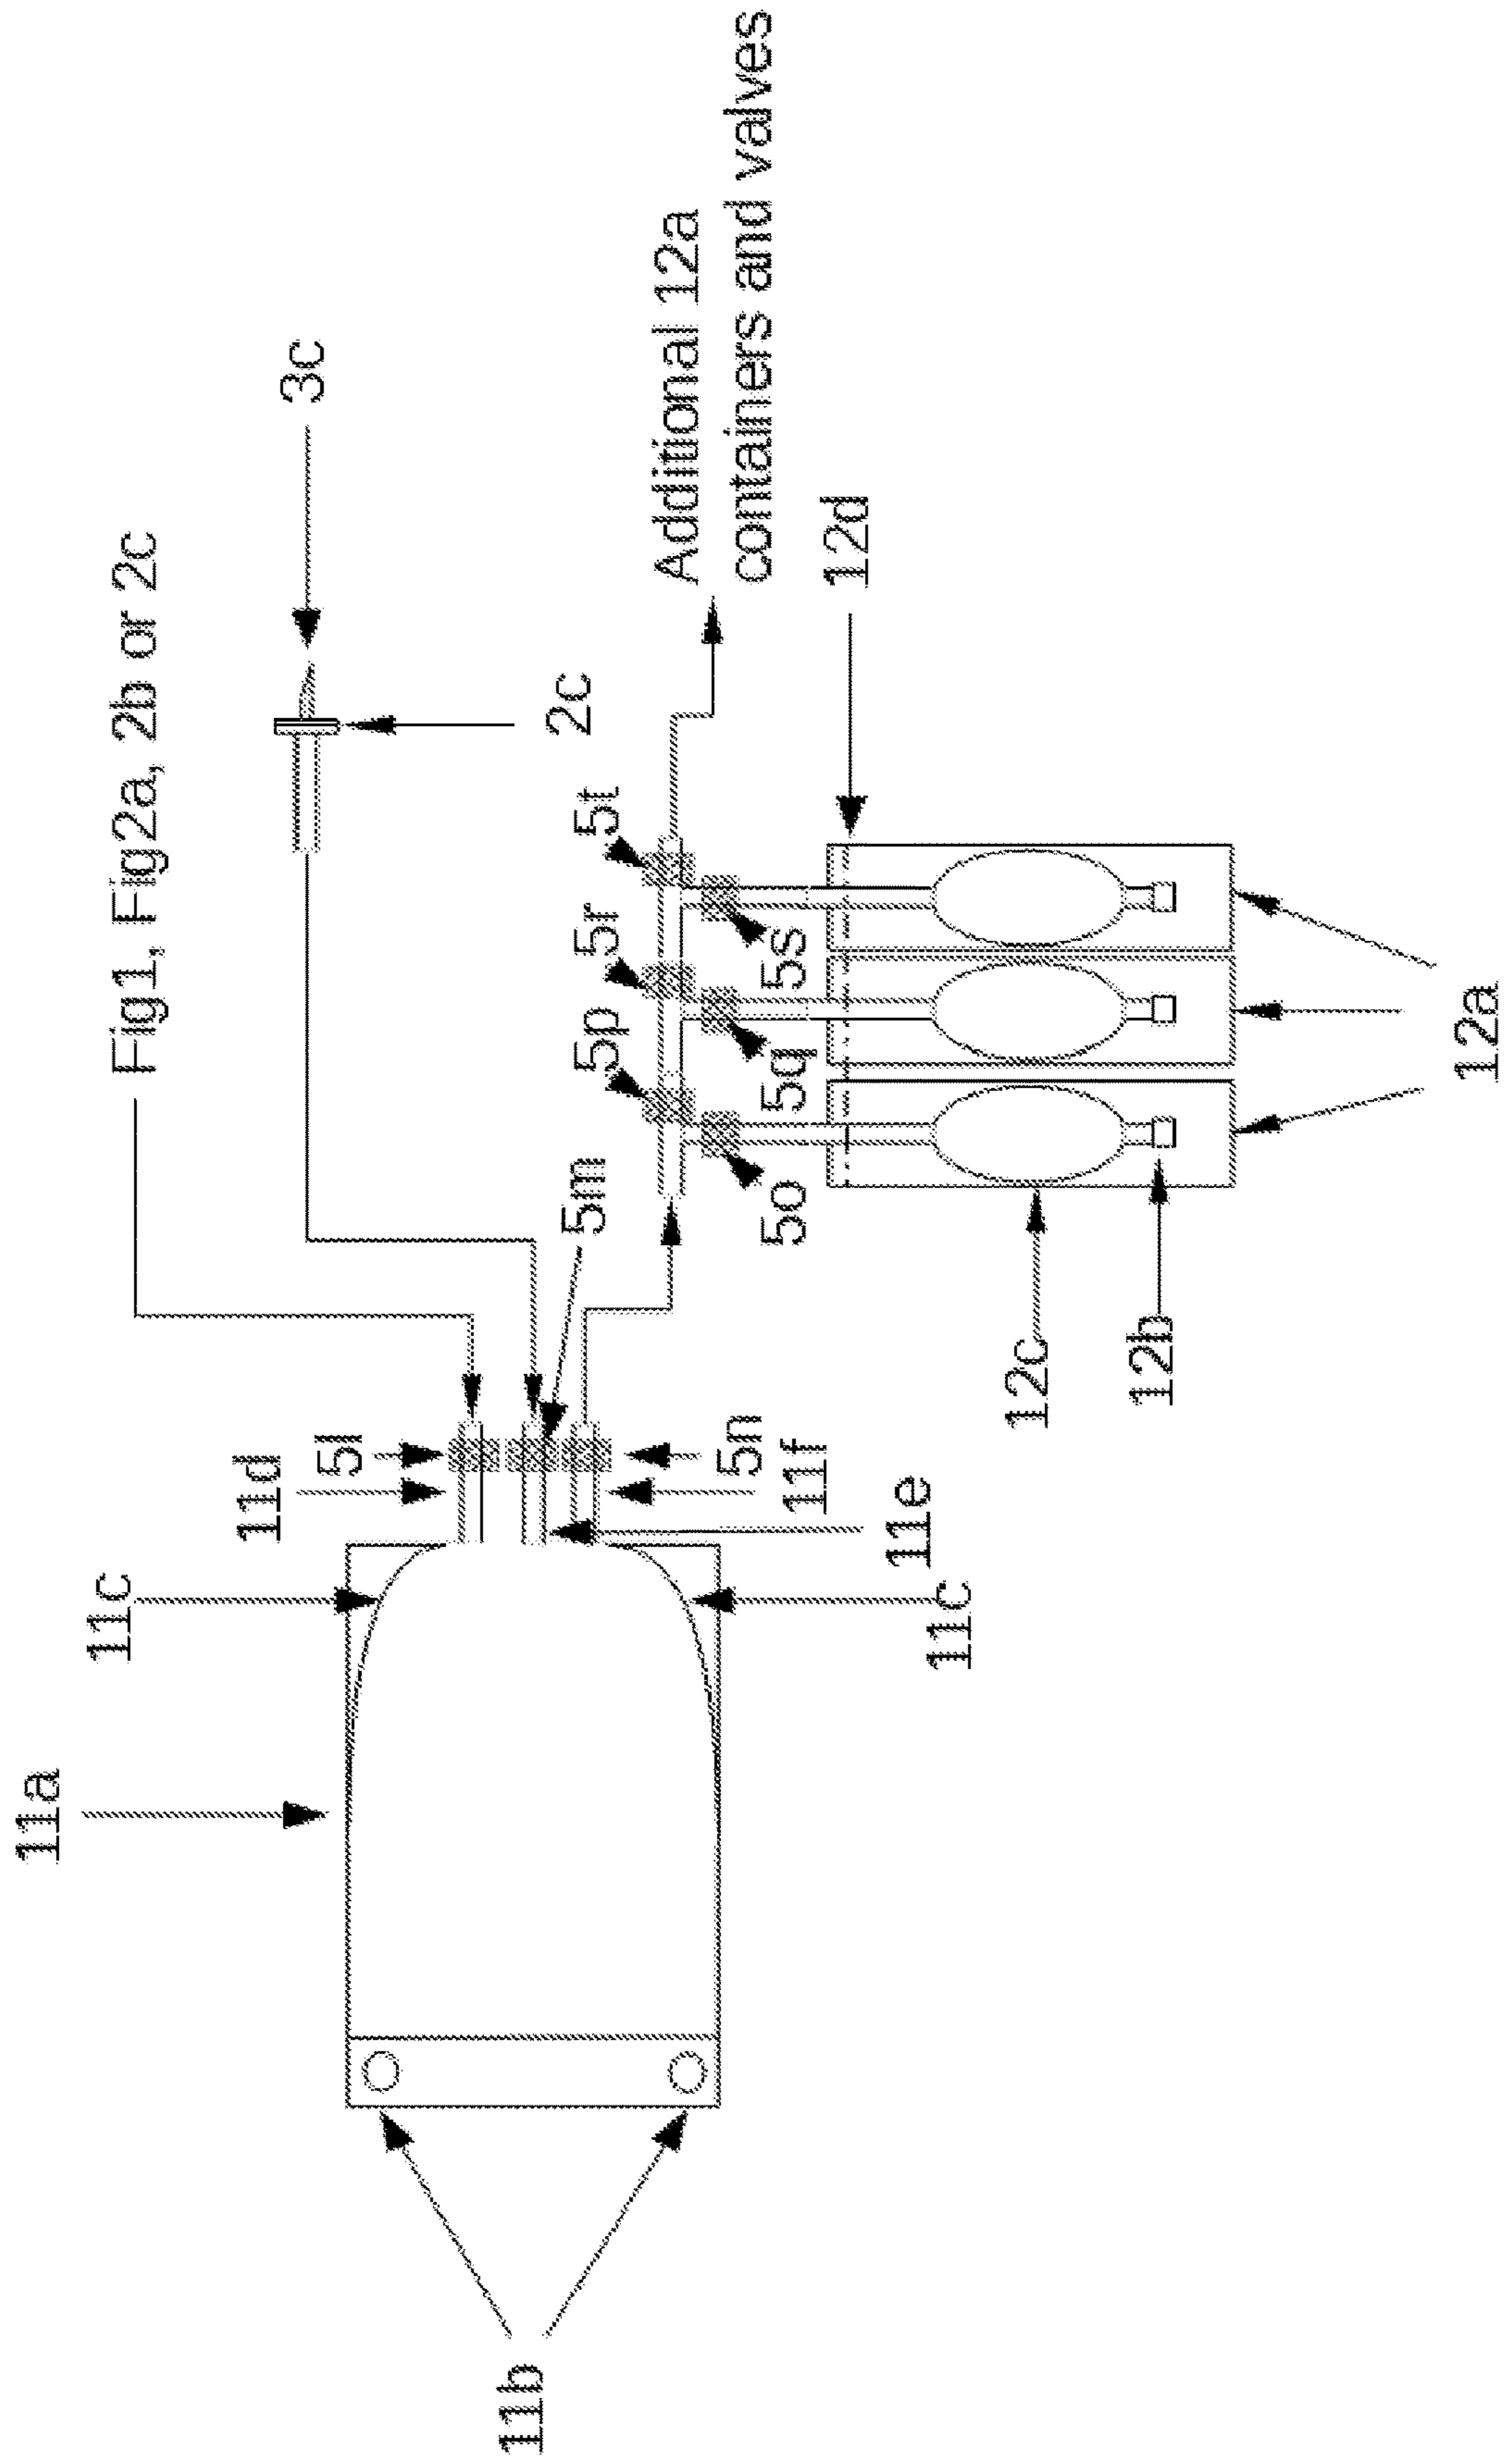 11a
11c
Fig1, Fig2a, 2b or 2c
11d
3c
5l
11b
2c
5m
5p
5r
5t
Additional 12a
containers and valves
5n
5o
5q
5s
11f
12d
11e
11c
12c
12b
12a